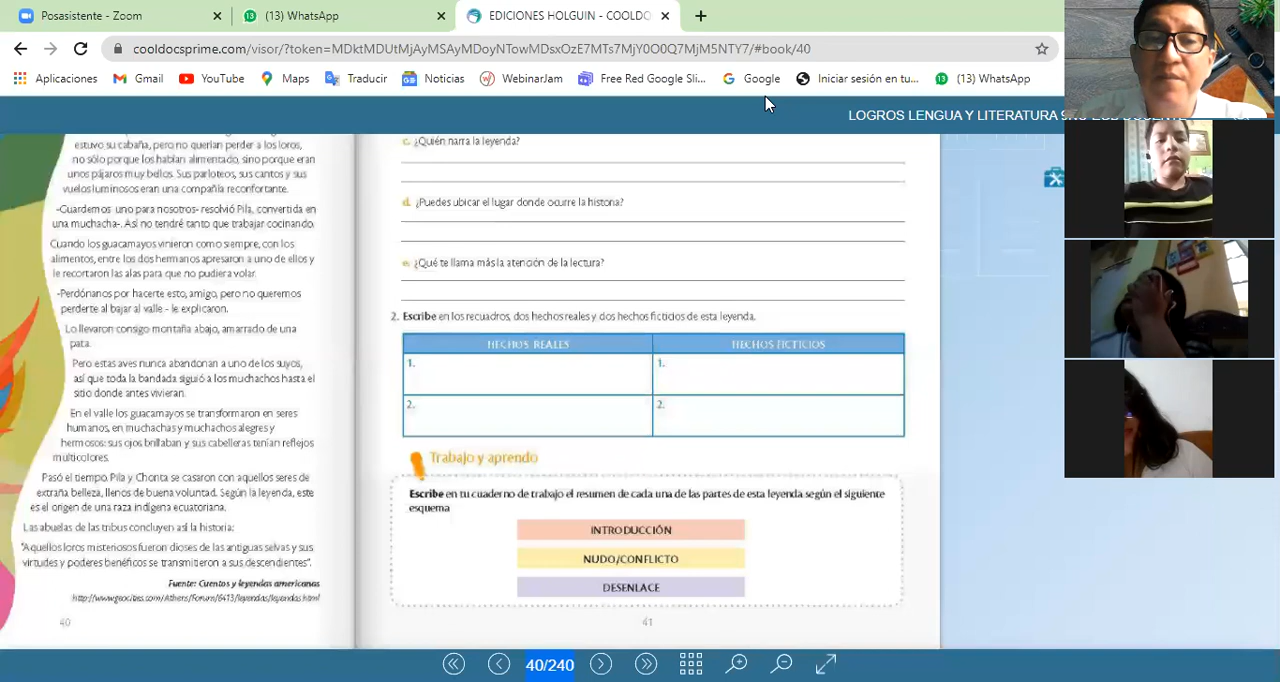 Posasistente - Zoom
(13) WhatsApp
EDICIONES HOLGUIN - COOLDO
cooldocsprime.com/visor/?token=MDktMDUtMjAyMSAyMDoyNTowMDsxOzE7MTs7MjY0O0Q7MjM5NTY7/#book/40
Aplicaciones
Gmail
YouTube
Maps
Traducir
Noticias
WebinarJam
Free Red Google Sli...
Google
Iniciar sesión en tu...
(13) WhatsApp
LOGROS LENGUA Y LITERATURA
estuvo su cabaña, pero no querían perder a los loros,
no sólo porque los habían alimentado, sino porque eran
unos pájaros muy bellos. Sus parloteos, sus cantos y sus
vuelos luminosos eran una compañía reconfortante.
-Guardemos uno para nosotros- resolvió Pila, convertida en
una muchacha-. Así no tendré tanto que trabajar cocinando.
Cuando los guacamayos vinieron como siempre, con los
alimentos, entre los dos hermanos apresaron a uno de ellos y
le recortaron las alas para que no pudiera volar.
-Perdónanos por hacerte esto, amigo, pero no queremos
perderte al bajar al valle - le explicaron.
Lo llevaron consigo montaña abajo, amarrado de una
pata.
Pero estas aves nunca abandonan a uno de los suyos,
así que toda la bandada siguió a los muchachos hasta el
sitio donde antes vivieran.
En el valle los guacamayos se transformaron en seres
humanos, en muchachas y muchachos alegres y
hermosos: sus ojos brillaban y sus cabelleras tenían reflejos
multicolores.
Pasó el tiempo. Pila y Chonta se casaron con aquellos seres de
extraña belleza, llenos de buena voluntad. Según la leyenda, este
es el origen de una raza indígena ecuatoriana.
Las abuelas de las tribus concluyen así la historia:
"Aquellos loros misteriosos fueron dioses de las antiguas selvas y sus
virtudes y poderes benéficos se transmitieron a sus descendientes".
Fuente: Cuentos y leyendas americanas
http://www.geocities.com/Athens/Forum/6413/leyendas/leyendas.html
40
c. ¿Quién narra la leyenda?
d. ¿Puedes ubicar el lugar donde ocurre la historia?
e. ¿Qué te llama más la atención de la lectura?
2. Escribe en los recuadros, dos hechos reales y dos hechos ficticios de esta leyenda.
HECHOS REALES
HECHOS FICTICIOS
1.
1.
2.
2.
Trabajo y aprendo
Escribe en tu cuaderno de trabajo el resumen de cada una de las partes de esta leyenda según el siguiente
esquema
INTRODUCCIÓN
NUDO/CONFLICTO
DESENLACE
41
40/240